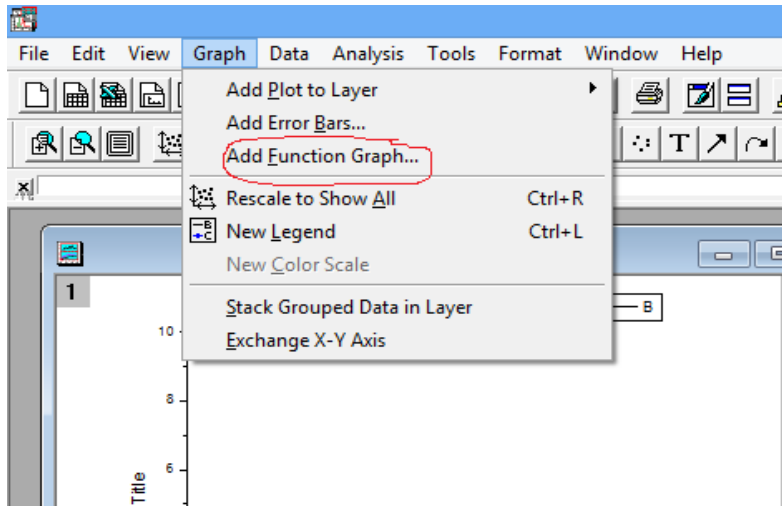 File Edit View Graph Data Analysis Tools Format Window Help
Add Plot to Layer
Add Error Bars...
Add Function Graph...
Rescale to Show All Ctrl+R
New Legend Ctrl+L
New Color Scale
Stack Grouped Data in Layer
Exchange X-Y Axis
T
1
B
10
8
6
Title